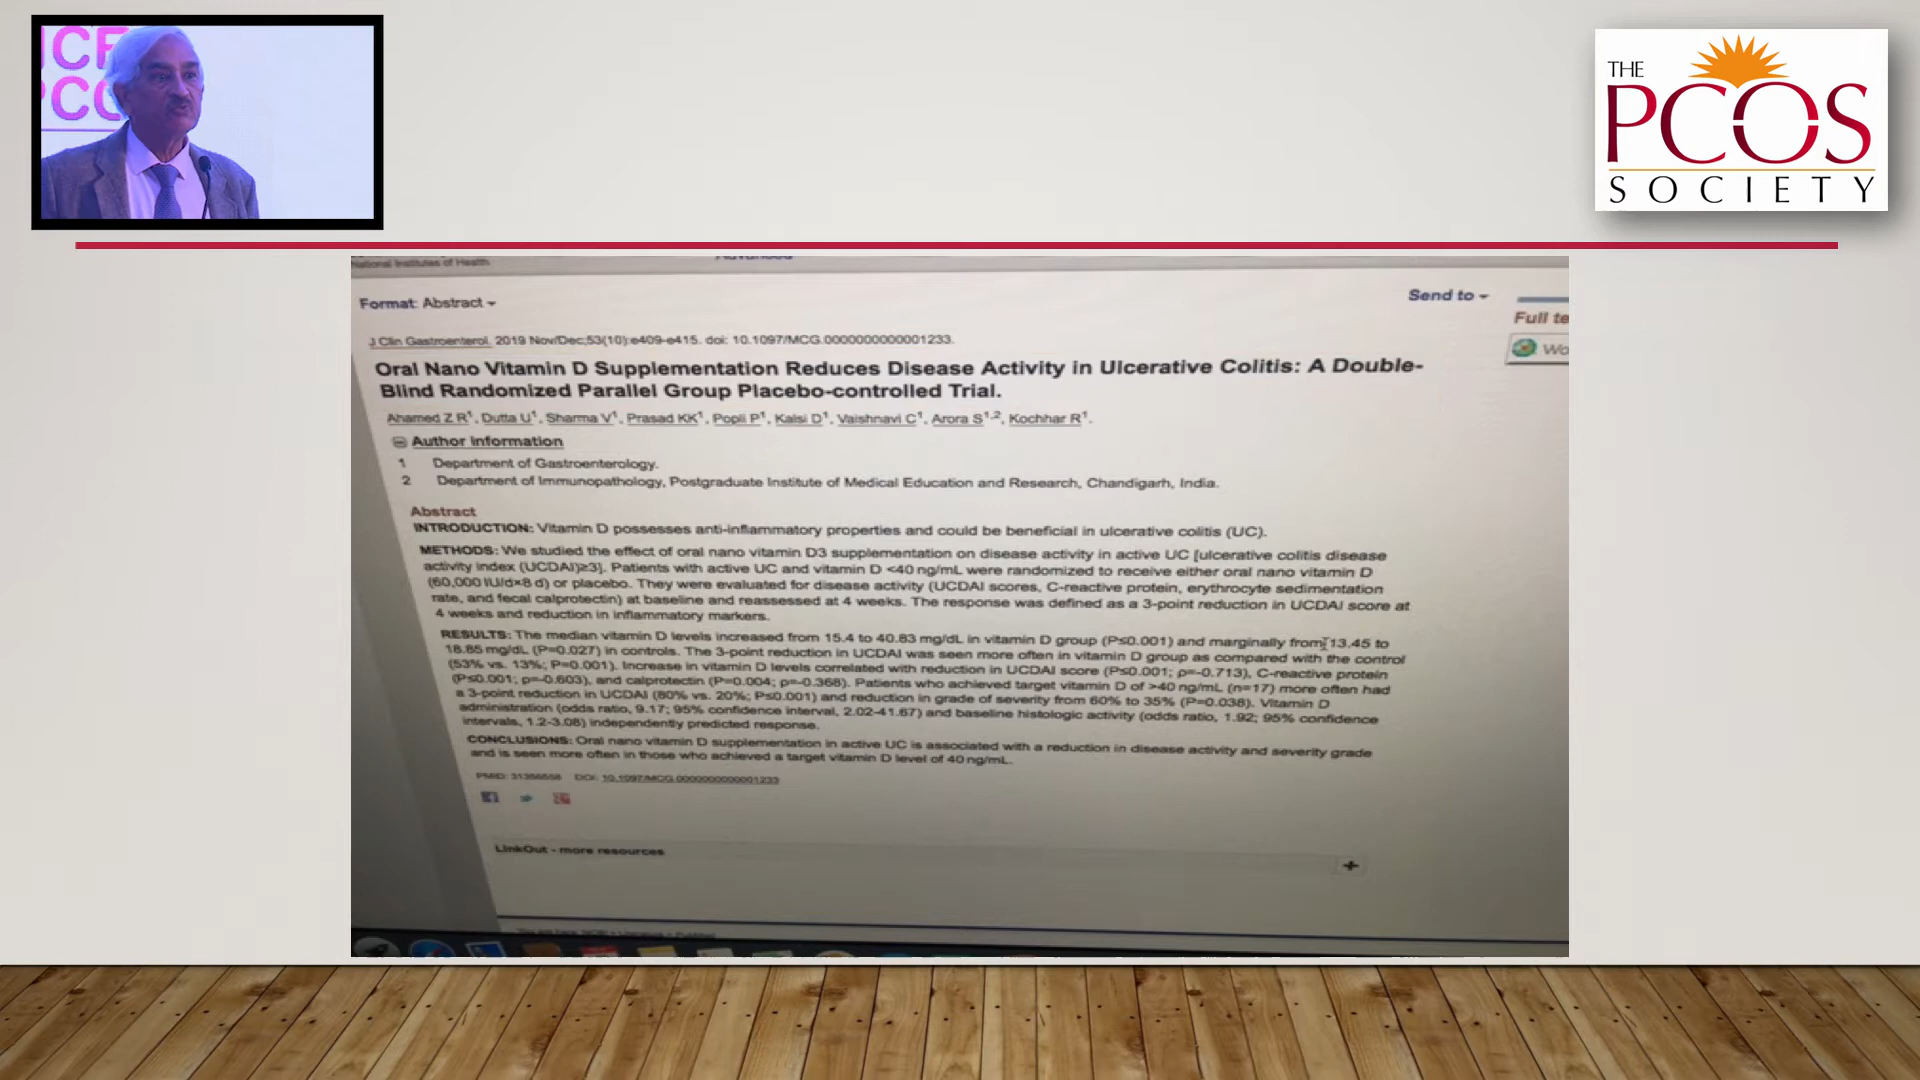 CF
PCO
THE
PCOS
SOCIETY
National Institutes of Health
Advanced
Format: Abstract
Send to
Full te
J Clin Gastroenterol. 2019 Nov/Dec;53(10):e409-e415. doi: 10.1097/MCG.0000000000001233.
Wo
Oral Nano Vitamin D Supplementation Reduces Disease Activity in Ulcerative Colitis: A Double-
Blind Randomized Parallel Group Placebo-controlled Trial.
Ahamed Z R1, Dutta U1, Sharma V1, Prasad KK1, Popli P1, Kalsi D1, Vaishnavi C1, Arora S1,2, Kochhar R1.
Author information
1 Department of Gastroenterology.
2 Department of Immunopathology, Postgraduate Institute of Medical Education and Research, Chandigarh, India.
Abstract
INTRODUCTION: Vitamin D possesses anti-inflammatory properties and could be beneficial in ulcerative colitis (UC).
METHODS: We studied the effect of oral nano vitamin D3 supplementation on disease activity in active UC [ulcerative colitis disease
activity index (UCDAI)≥3]. Patients with active UC and vitamin D <40 ng/mL were randomized to receive either oral nano vitamin D
(60,000 IU/d×8 d) or placebo. They were evaluated for disease activity (UCDAI scores, C-reactive protein, erythrocyte sedimentation
rate, and fecal calprotectin) at baseline and reassessed at 4 weeks. The response was defined as a 3-point reduction in UCDAI score at
4 weeks and reduction in inflammatory markers.
RESULTS: The median vitamin D levels increased from 15.4 to 40.83 mg/dL in vitamin D group (P≤0.001) and marginally from 13.45 to
18.85 mg/dL (P=0.027) in controls. The 3-point reduction in UCDAI was seen more often in vitamin D group as compared with the control
(53% vs. 13%; P=0.001). Increase in vitamin D levels correlated with reduction in UCDAI score (P≤0.001; ρ=-0.713), C-reactive protein
(P≤0.001; ρ=-0.603), and calprotectin (P=0.004; ρ=-0.368). Patients who achieved target vitamin D of >40 ng/mL (n=17) more often had
a 3-point reduction in UCDAI (80% vs. 20%; P≤0.001) and reduction in grade of severity from 60% to 35% (P=0.038). Vitamin D
administration (odds ratio, 9.17; 95% confidence interval, 2.02-41.67) and baseline histologic activity (odds ratio, 1.92; 95% confidence
intervals, 1.2-3.08) independently predicted response.
CONCLUSIONS: Oral nano vitamin D supplementation in active UC is associated with a reduction in disease activity and severity grade
and is seen more often in those who achieved a target vitamin D level of 40 ng/mL.
PMID: DOI: 10.1097/MCG.0000000000001233
LinkOut - more resources